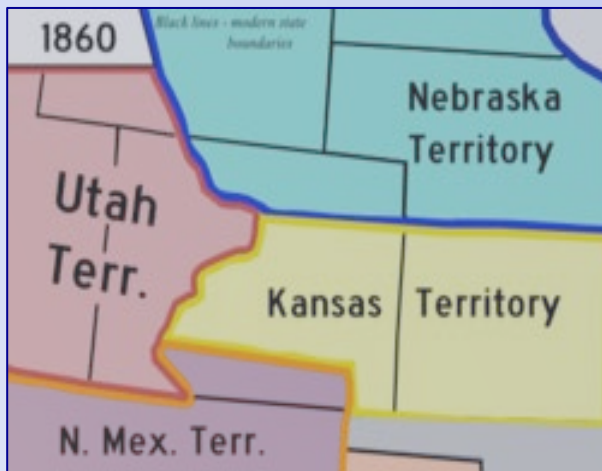 1860
Black lines - modern state
boundaries
Nebraska
Territory
Utah
Terr.
Kansas Territory
N. Mex. Terr.